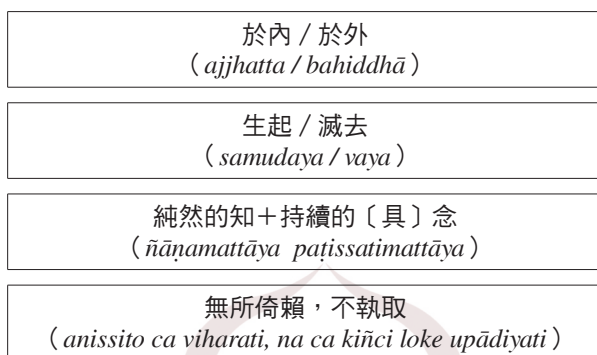 於內／於外
（ajjhatta / bahiddhā）
生起／滅去
（samudaya / vaya）
純然的知＋持續的〔具〕念
（ñāṇamattāya paṭissatimattāya）
無所倚賴，不執取
（anissito ca viharati, na ca kiñci loke upādiyati）